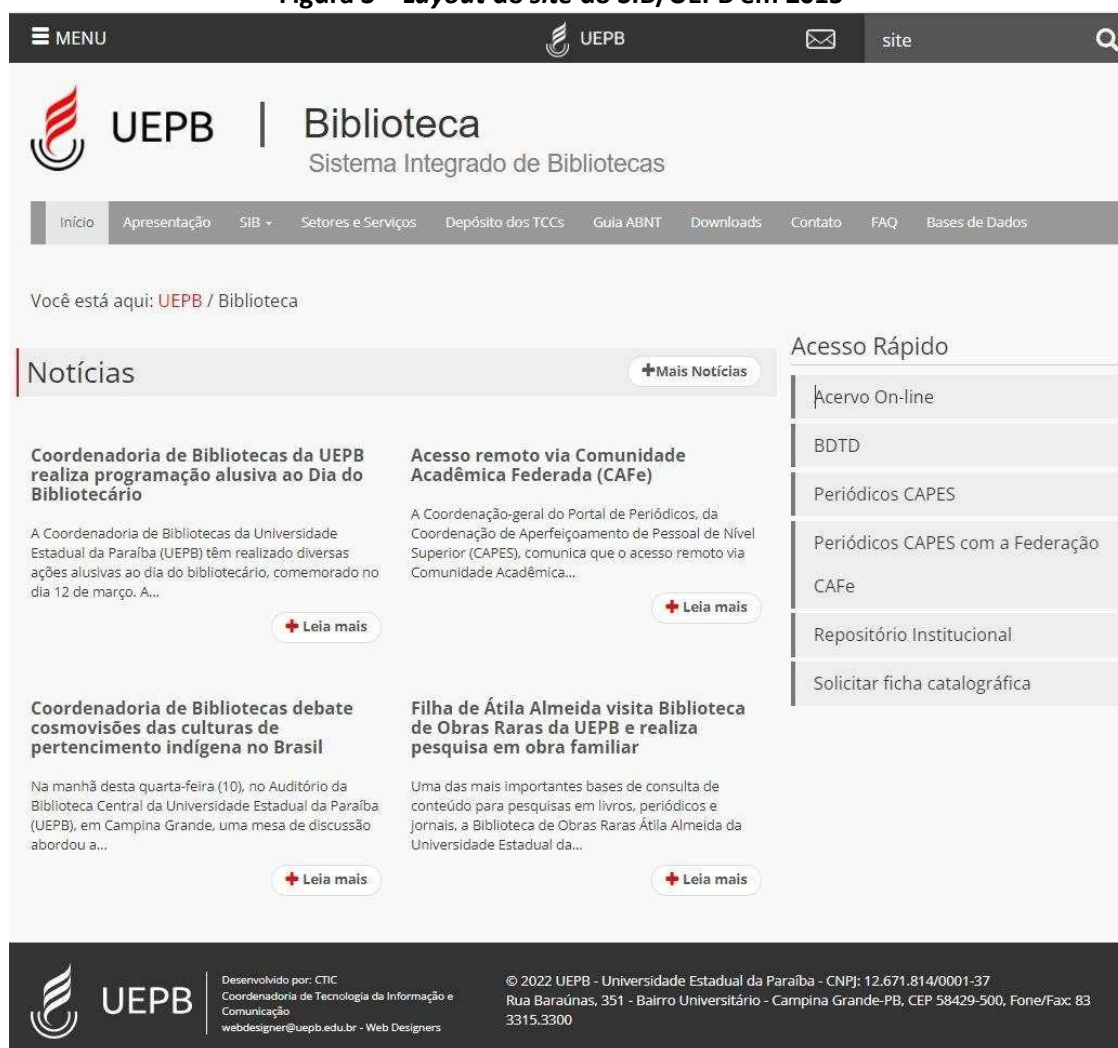 MENU
UEPB
site
UEPB
Biblioteca
Sistema Integrado de Bibliotecas
Início Apresentação SIB Setores e Serviços Depósito dos TCCs Guia ABNT Downloads Contato FAQ Bases de Dados
Você está aqui: UEPB / Biblioteca
Notícias
Mais Notícias
Coordenadoria de Bibliotecas da UEPB
realiza programação alusiva ao Dia do
Bibliotecário
A Coordenadoria de Bibliotecas da Universidade
Estadual da Paraíba (UEPB) têm realizado diversas
ações alusivas ao dia do bibliotecário, comemorado no
dia 12 de março. A...
Leia mais
Acesso remoto via Comunidade
Acadêmica Federada (CAFe)
A Coordenação-geral do Portal de Periódicos, da
Coordenação de Aperfeiçoamento de Pessoal de Nível
Superior (CAPES), comunica que o acesso remoto via
Comunidade Acadêmica...
Leia mais
Coordenadoria de Bibliotecas debate
cosmovisões das culturas de
pertencimento indígena no Brasil
Na manhã desta quarta-feira (10), no Auditório da
Biblioteca Central da Universidade Estadual da Paraíba
(UEPB), em Campina Grande, uma mesa de discussão
abordou a...
Leia mais
Filha de Átila Almeida visita Biblioteca
de Obras Raras da UEPB e realiza
pesquisa em obra familiar
Uma das mais importantes bases de consulta de
conteúdo para pesquisas em livros, periódicos e
jornais, a Biblioteca de Obras Raras Átila Almeida da
Universidade Estadual da...
Leia mais
Acesso Rápido
Acervo On-line
BDTD
Periódicos CAPES
Periódicos CAPES com a Federação
CAFe
Repositório Institucional
Solicitar ficha catalográfica
UEPB
Desenvolvido por: CTIC
Coordenadoria de Tecnologia da Informação e
Comunicação
webdesigner@uepb.edu.br - Web Designers
© 2022 UEPB - Universidade Estadual da Paraíba - CNPJ: 12.671.814/0001-37
Rua Baraúnas, 351 - Bairro Universitário - Campina Grande-PB, CEP 58429-500, Fone/Fax: 83
3315.3300